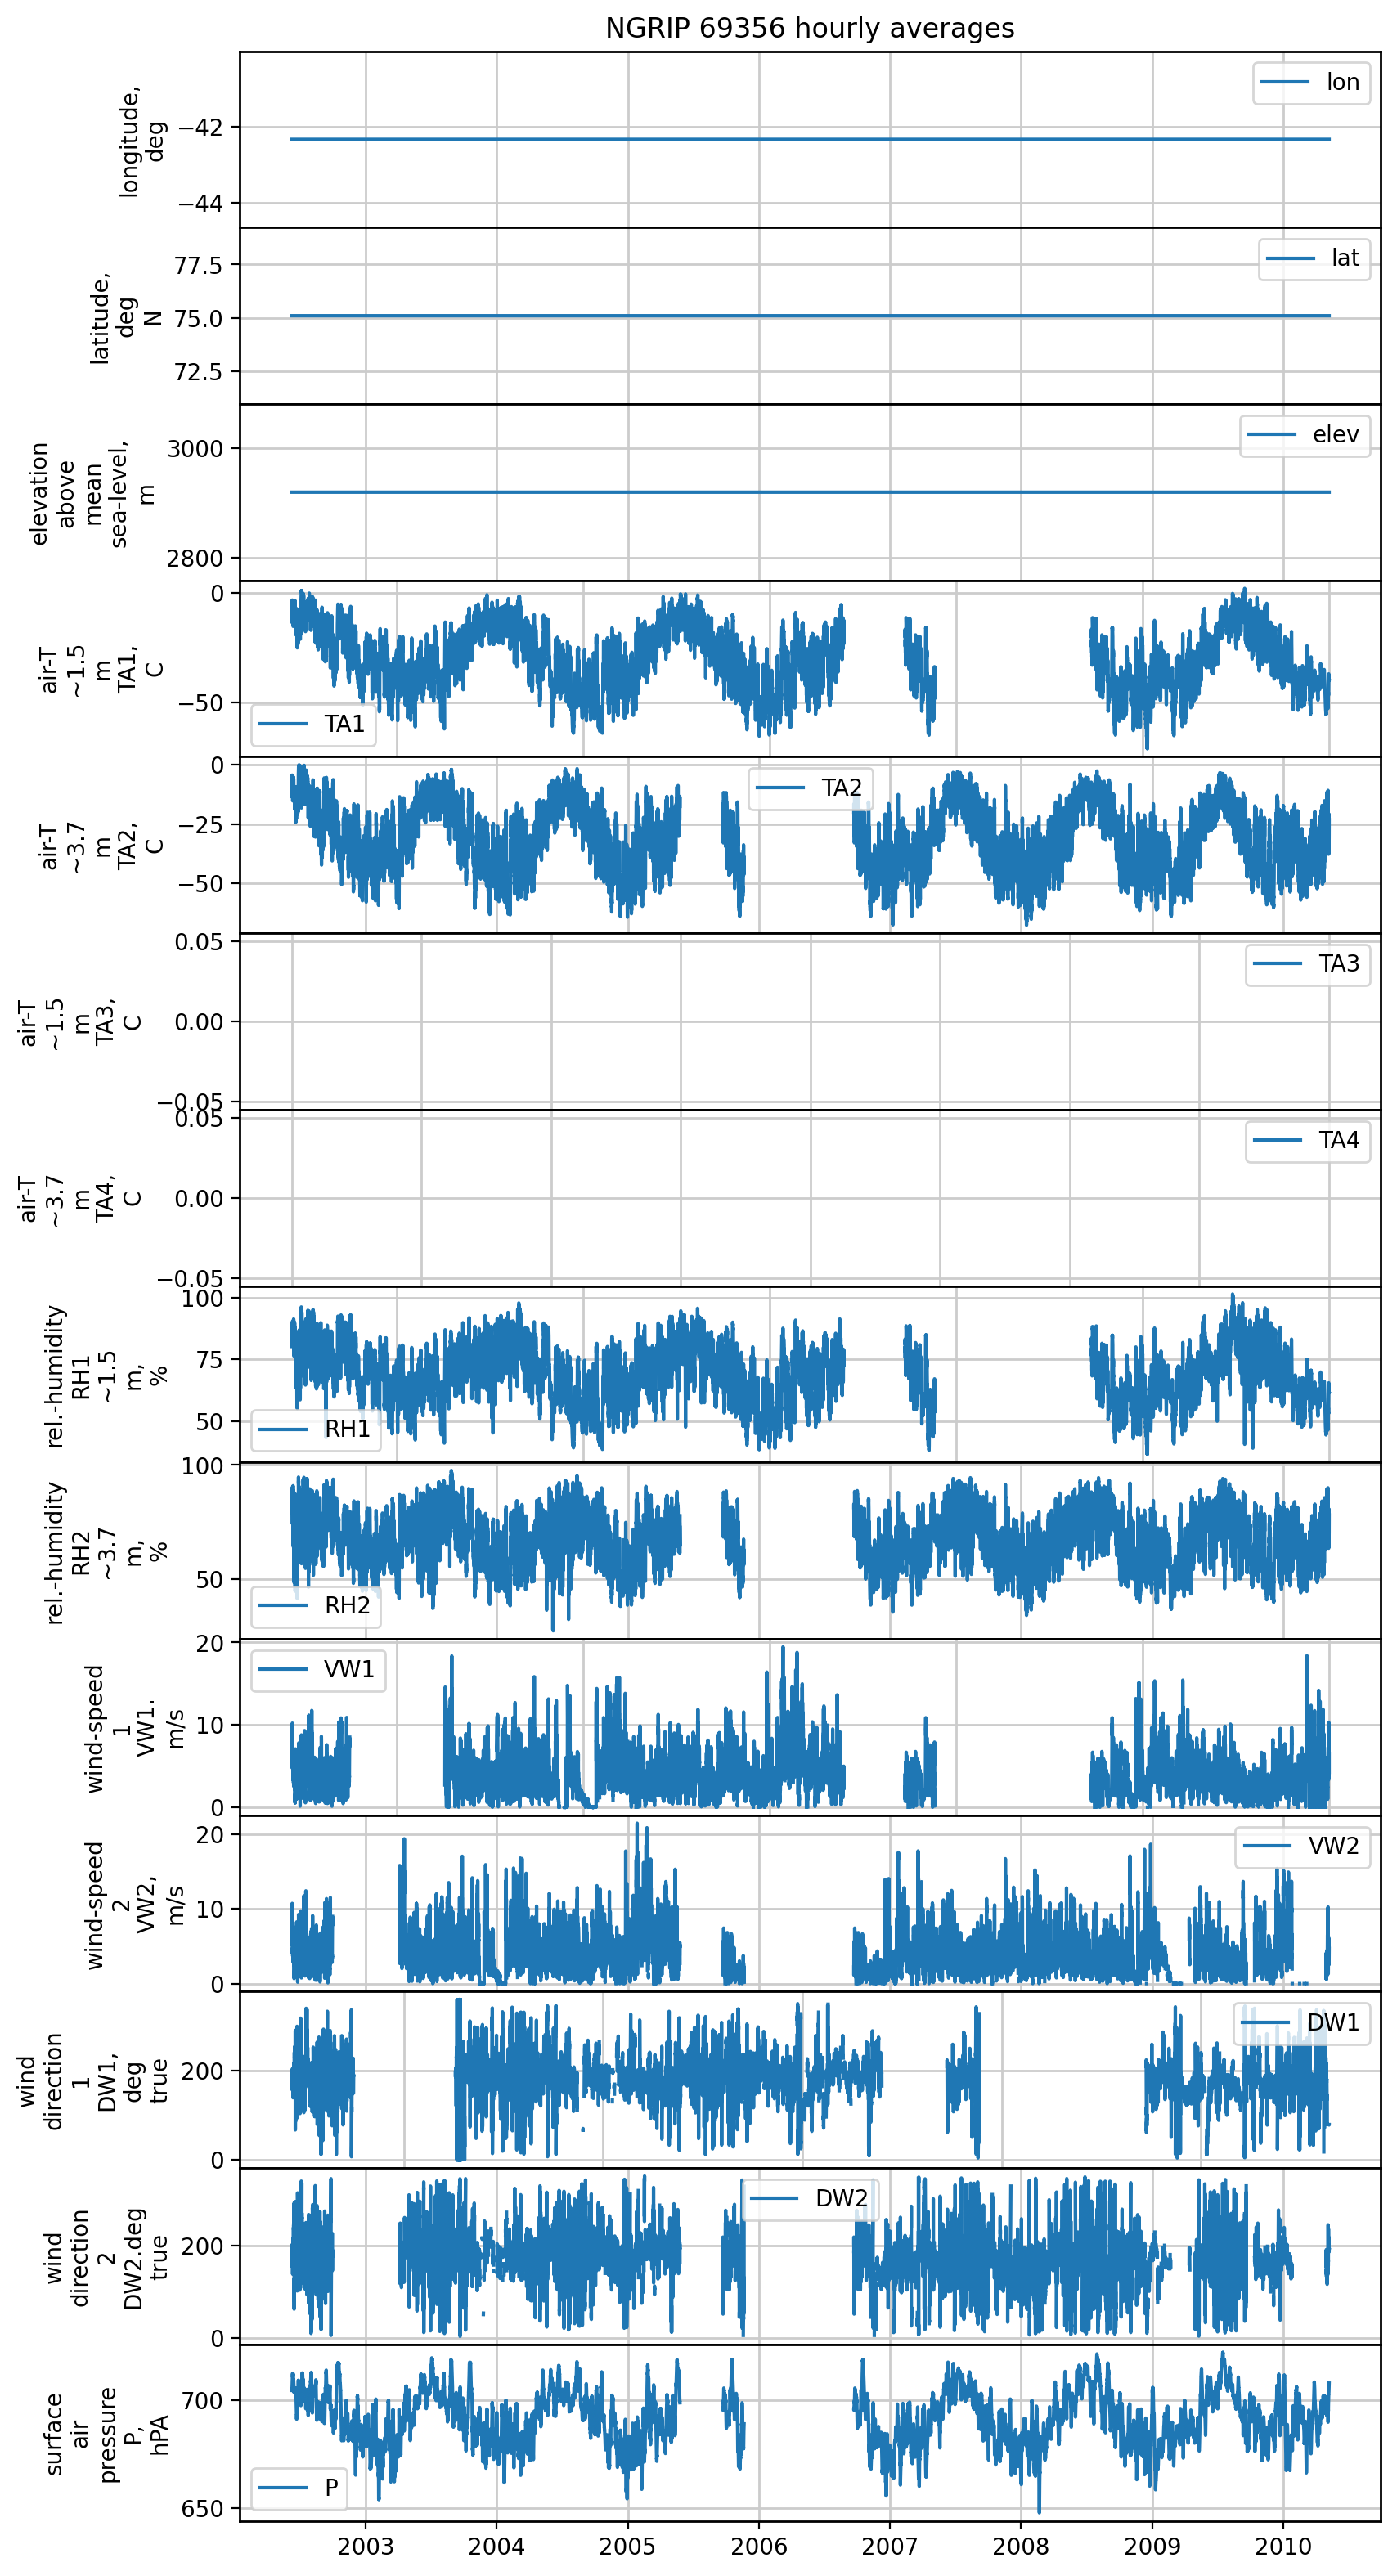 NGRIP 69356 hourly averages
longitude,
deg
−42
−44
lon
latitude,
deg
N
77.5
75.0
72.5
lat
elevation
above
mean
sea-level,
m
3000
2800
elev
air-T
~1.5
m
TA1,
C
0
−50
TA1
air-T
~3.7
m
TA2,
C
0
−25
−50
TA2
air-T
~1.5
m
TA3,
C
0.05
0.00
−0.05
TA3
air-T
~3.7
m
TA4,
C
0.05
0.00
−0.05
TA4
rel.-humidity
RH1
~1.5
m,
%
100
75
50
RH1
rel.-humidity
RH2
~3.7
m,
%
100
50
RH2
wind-speed
1
VW1.
m/s
20
10
0
VW1
wind-speed
2
VW2,
m/s
20
10
0
VW2
wind
direction
1
DW1,
deg
true
200
0
DW1
wind
direction
2
DW2.deg
true
200
0
DW2
surface
air
pressure
P,
hPA
700
650
P
2003 2004 2005 2006 2007 2008 2009 2010